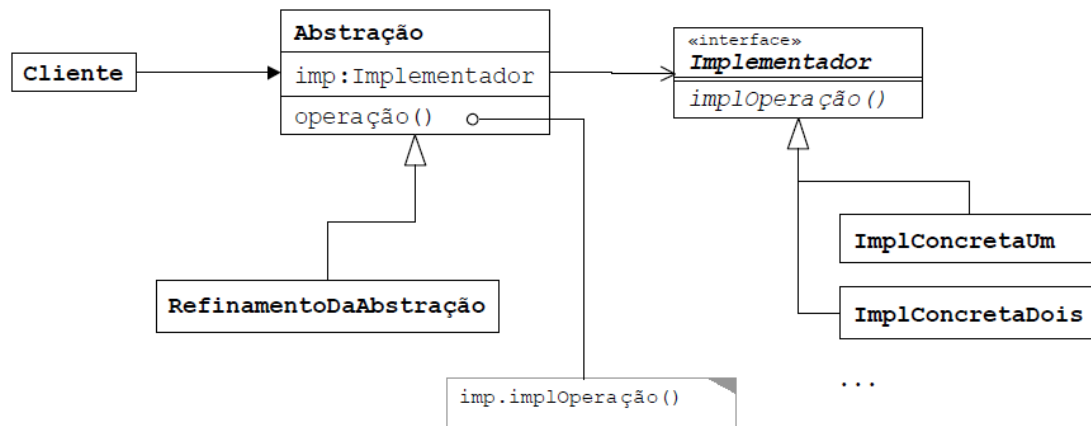 Cliente
Abstração
imp:Implementador
operação()
«interface»
Implementador
implOperação()
RefinamentoDaAbstração
ImplConcretaUm
ImplConcretaDois
...
imp.implOperação()